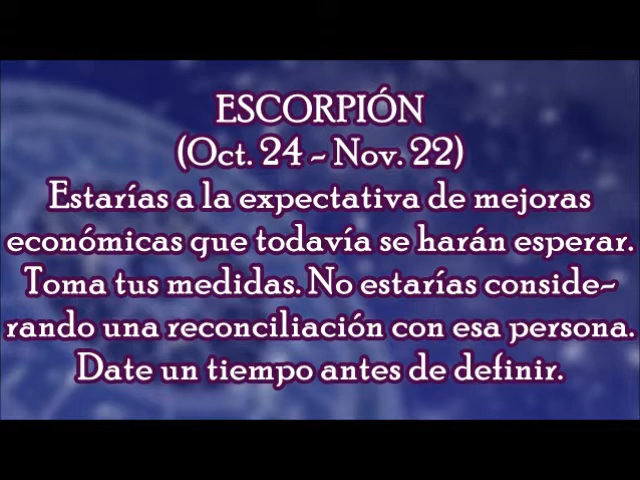 ESCORPIÓN
(Oct. 24 - Nov. 22)
Estarías a la expectativa de mejoras
económicas que todavía se harán esperar.
Toma tus medidas. No estarías conside-
rando una reconciliación con esa persona.
Date un tiempo antes de definir.